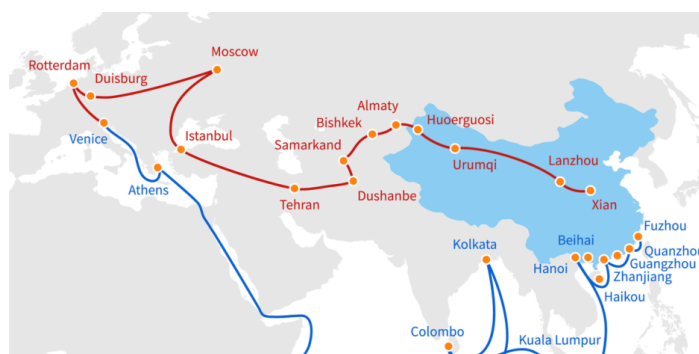 Moscow
Rotterdam
Duisburg
Almaty
Bishkek
Huoerguosi
Venice
Istanbul
Samarkand
Urumqi
Lanzhou
Athens
Tehran
Dushanbe
Xian
Fuzhou
Kolkata
Beihai
Quanzhou
Hanoi
Guangzhou
Zhanjiang
Haikou
Colombo
Kuala Lumpur